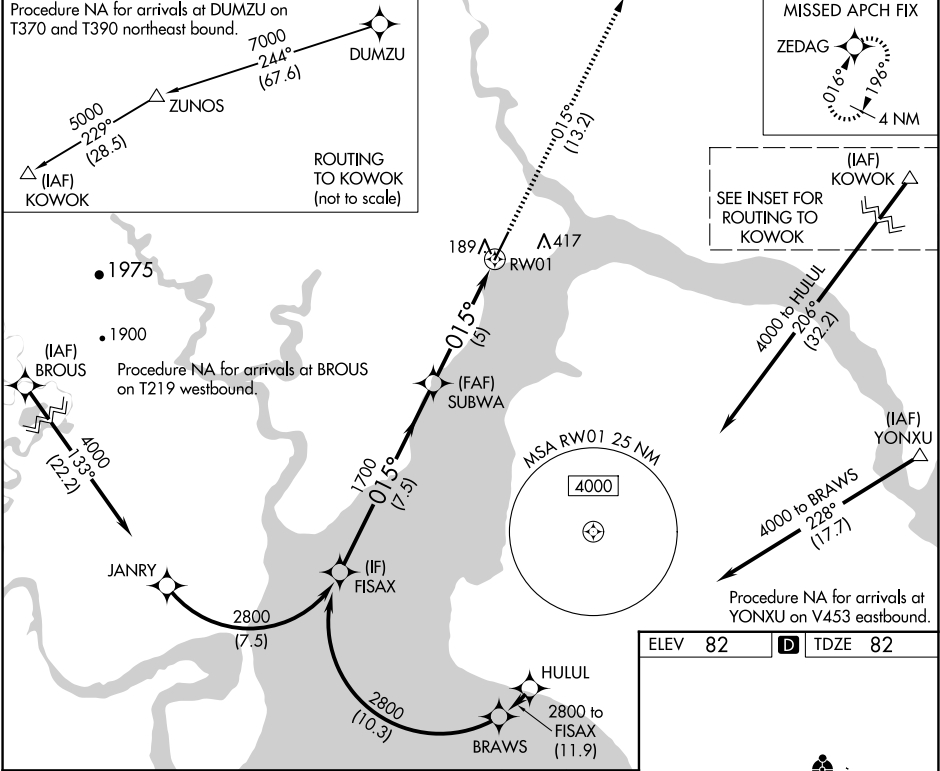 Procedure NA for arrivals at DUMZU on
T370 and T390 northeast bound.
7000
244°
(67.6)
DUMZU
ZUNOS
5000
229°
(28.5)
(IAF)
KOWOK
ROUTING
TO KOWOK
(not to scale)
015°
(13.2)
MISSED APCH FIX
ZEDAG
016°
196°
4 NM
(IAF)
KOWOK
SEE INSET FOR
ROUTING TO
KOWOK
4000 to HULUL
206°
(32.2)
189
417
RW01
1975
1900
(IAF)
BROUS
Procedure NA for arrivals at BROUS
on T219 westbound.
4000
133°
(22.2)
015°
(5)
(FAF)
SUBWA
1700
015°
(7.5)
MSA RW01 25 NM
4000
(IAF)
YONXU
4000 to BRAWS
228°
(17.7)
Procedure NA for arrivals at
YONXU on V453 eastbound.
JANRY
2800
(7.5)
(IF)
FISAX
2800
(10.3)
BRAWS
HULUL
2800 to
FISAX
(11.9)
ELEV 82 D TDZE 82